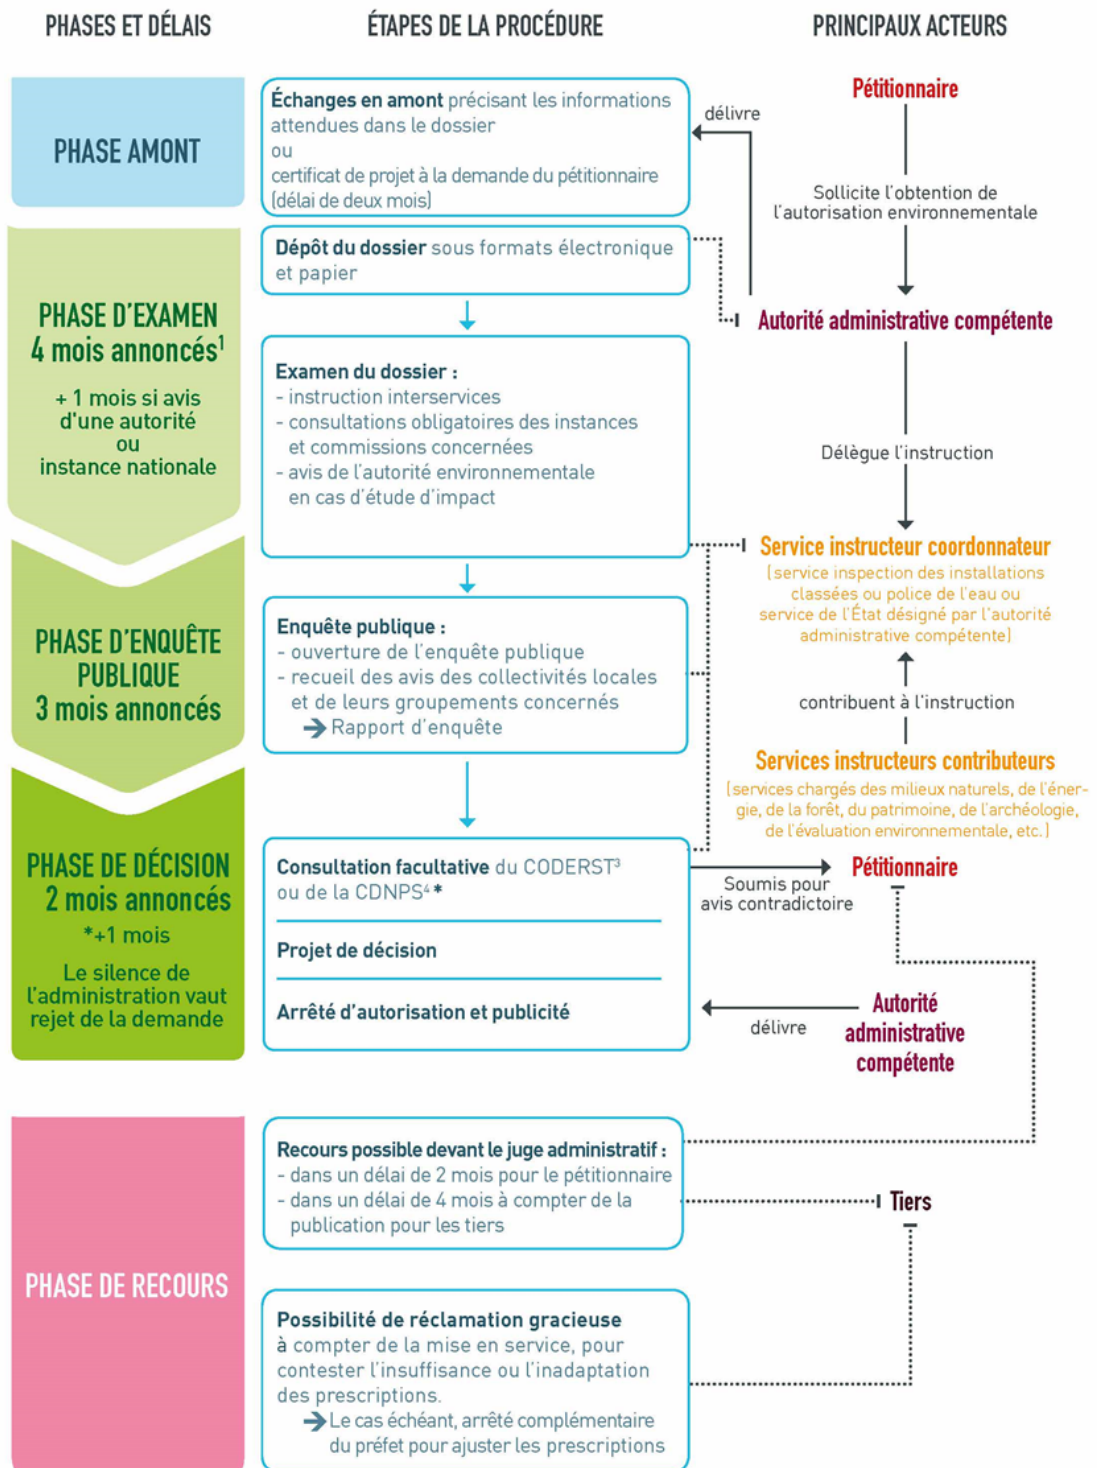 PHASES ET DÉLAIS
ÉTAPES DE LA PROCÉDURE
PRINCIPAUX ACTEURS
PHASE AMONT
Échanges en amont précisant les informations
attendues dans le dossier
ou
certificat de projet à la demande du pétitionnaire
(délai de deux mois)
délivre
Pétitionnaire
Sollicite l'obtention de
l'autorisation environnementale
PHASE D'EXAMEN
4 mois annoncés¹
+ 1 mois si avis
d'une autorité
ou
instance nationale
Dépôt du dossier sous formats électronique
et papier
Autorité administrative compétente
Examen du dossier :
- instruction interservices
- consultations obligatoires des instances
et commissions concernées
- avis de l'autorité environnementale
en cas d'étude d'impact
Délègue l'instruction
Service instructeur coordonnateur
(service inspection des installations
classées ou police de l'eau ou
service de l'État désigné par l'autorité
administrative compétente)
PHASE D'ENQUÊTE
PUBLIQUE
3 mois annoncés
Enquête publique :
- ouverture de l'enquête publique
- recueil des avis des collectivités locales
et de leurs groupements concernés
→ Rapport d'enquête
contribuent à l'instruction
Services instructeurs contributeurs
(services chargés des milieux naturels, de l'éner-
gie, de la forêt, du patrimoine, de l'archéologie,
de l'évaluation environnementale, etc.)
PHASE DE DÉCISION
2 mois annoncés
*+1 mois
Le silence de
l'administration vaut
rejet de la demande
Consultation facultative du CODERST³
ou de la CDNPS⁴ *
Projet de décision
Arrêté d'autorisation et publicité
Soumis pour
avis contradictoire
Pétitionnaire
délivre
Autorité
administrative
compétente
PHASE DE RECOURS
Recours possible devant le juge administratif :
- dans un délai de 2 mois pour le pétitionnaire
- dans un délai de 4 mois à compter de la
publication pour les tiers
Tiers
Possibilité de réclamation gracieuse
à compter de la mise en service, pour
contester l'insuffisance ou l'inadaptation
des prescriptions.
→ Le cas échéant, arrêté complémentaire
du préfet pour ajuster les prescriptions